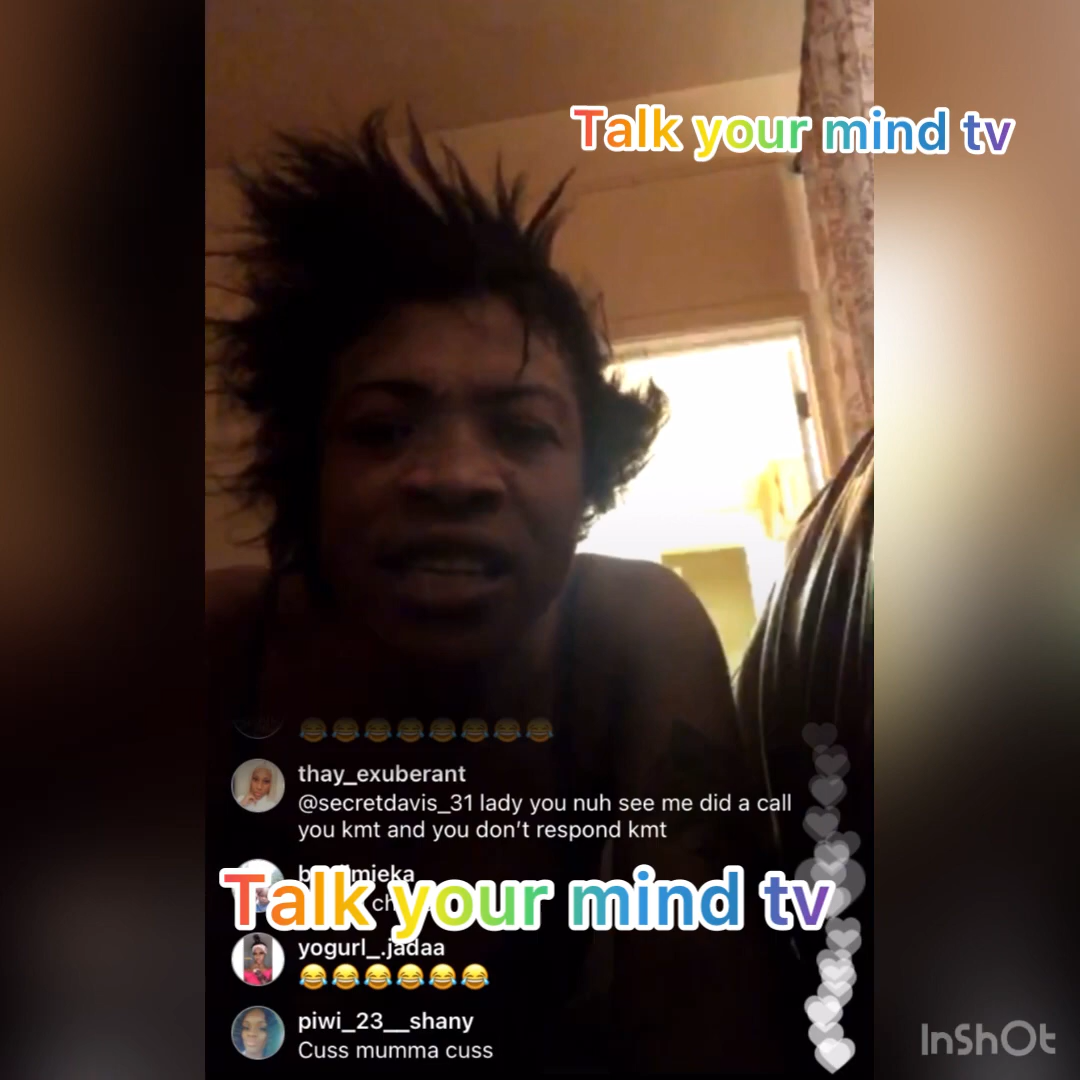 Talk your mind tv
😂😂😂😂😂😂😂😂
thay_exuberant
@secretdavis_31 lady you nuh see me did a call
you kmt and you don’t respond kmt
Talk your mind tv
yogurl_.jadaa
😂😂😂😂😂😂
piwi_23__shany
Cuss mumma cuss
InShOt